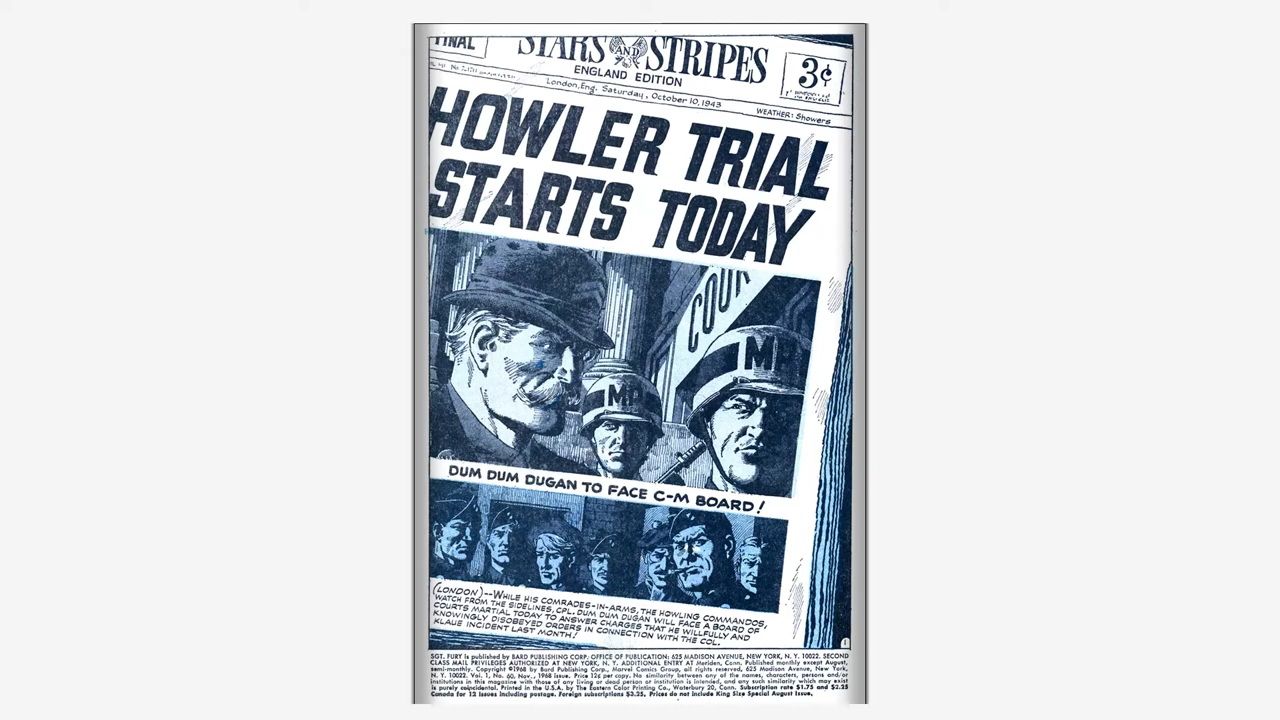 FINAL
STARS AND STRIPES
ENGLAND EDITION
3¢
London, Eng. Saturday, October 10, 1943
WEATHER: Showers
HOWLER TRIAL
STARTS TODAY
COUR
MP
MP
DUM DUM DUGAN TO FACE C-M BOARD!
(LONDON)--WHILE HIS COMRADES-IN-ARMS, THE HOWLING COMMANDOS,
WATCH FROM THE SIDELINES, CPL. DUM DUM DUGAN WILL FACE A BOARD OF
COURTS MARTIAL TODAY TO ANSWER CHARGES THAT HE WILLFULLY AND
KNOWINGLY DISOBEYED ORDERS IN CONNECTION WITH THE COL.
KLAUE INCIDENT LAST MONTH!
1
SGT. FURY is published by BARD PUBLISHING CORP. OFFICE OF PUBLICATION: 625 MADISON AVENUE, NEW YORK, N. Y. 10022. SECOND
CLASS MAIL PRIVILEGES AUTHORIZED AT NEW YORK, N. Y. ADDITIONAL ENTRY AT Meriden, Conn. Published monthly except August,
semi-monthly. Copyright ©1968 by Bard Publishing Corp., Marvel Comics Group, all rights reserved, 625 Madison Avenue, New York,
N. Y. 10022. Vol. 1, No. 60, Nov., 1968 issue. Price 12¢ per copy. No similarity between any of the names, characters, persons and/or
institutions in this magazine with those of any living or dead person or institution is intended, and any such similarity which may exist
is purely coincidental. Printed in the U.S.A. by The Eastern Color Printing Co., Waterbury 20, Conn. Subscription rate $1.75 and $2.25
Canada for 12 issues including postage. Foreign subscriptions $3.25. Prices do not include King Size Special August Issue.